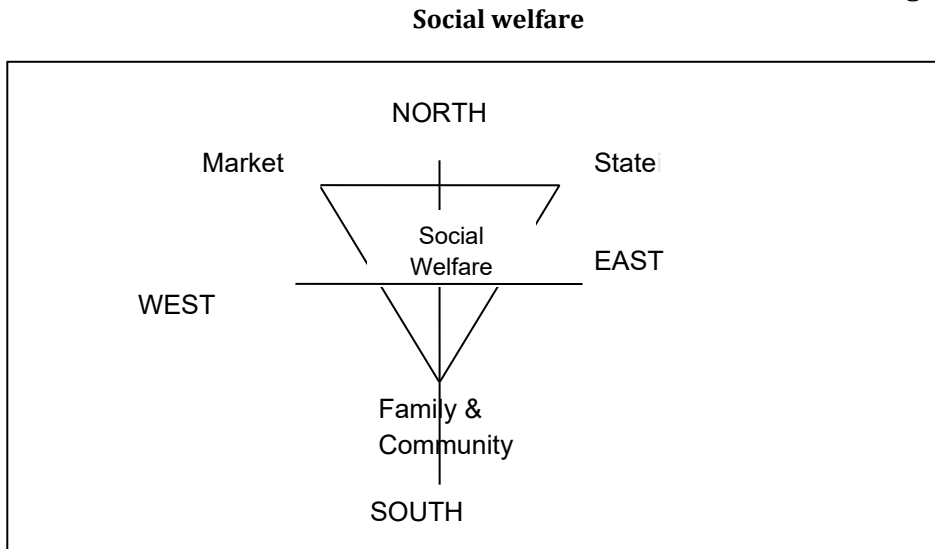 Social welfare
NORTH
Market
State
Social
Welfare
EAST
WEST
Family &
Community
SOUTH